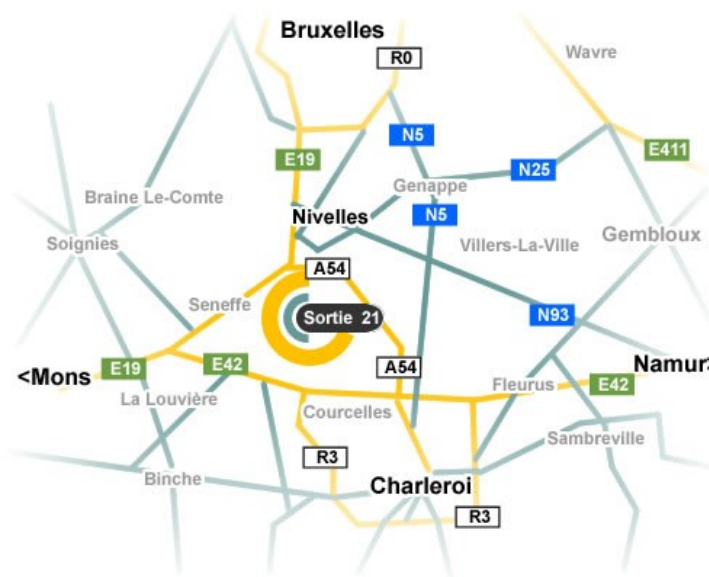 Bruxelles
R0
Wavre
N5
E411
E19
N25
Genappe
Braine Le-Comte
Nivelles
N5
Gembloux
Soignies
Villers-La-Ville
A54
Seneffe
Sortie 21
N93
E19
E42
A54
Namur
<Mons
Fleurus
E42
La Louvière
Courcelles
Sambreville
R3
Binche
Charleroi
R3